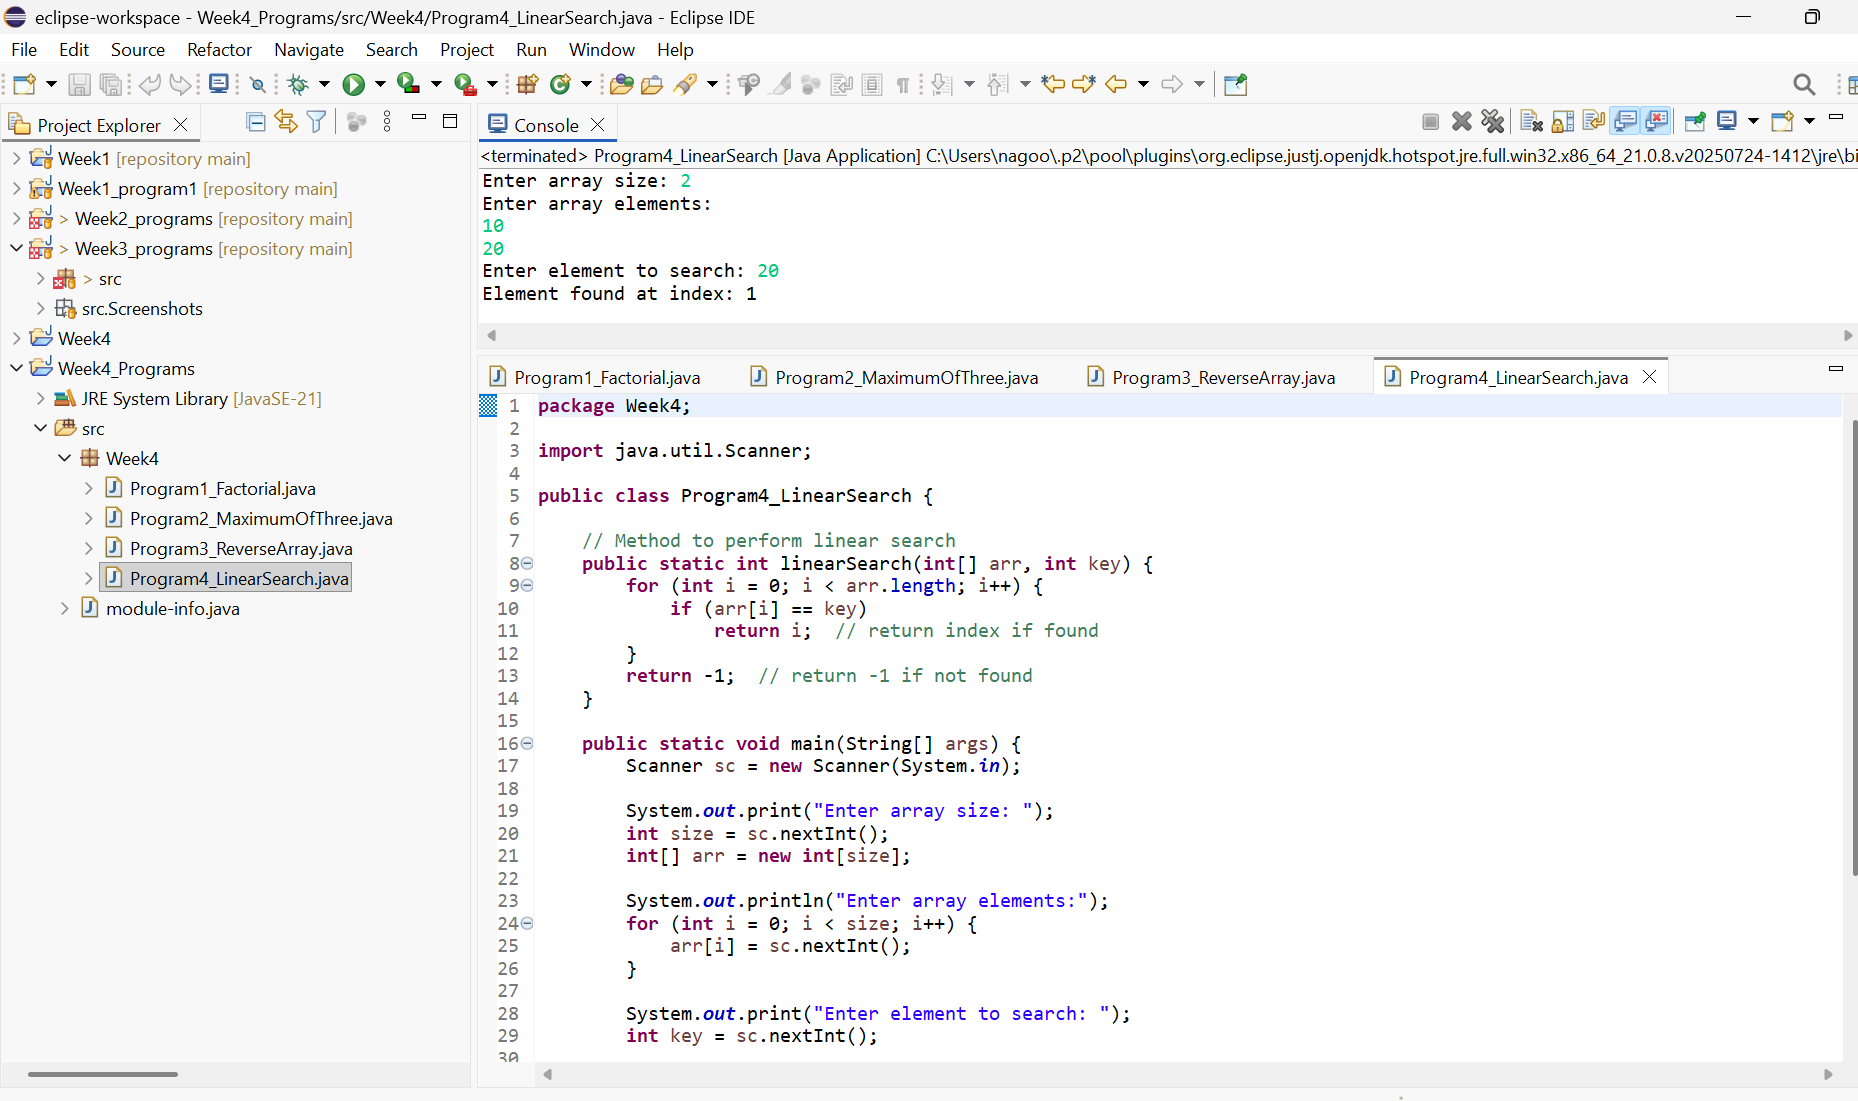 eclipse-workspace - Week4_Programs/src/Week4/Program4_LinearSearch.java - Eclipse IDE
File Edit Source Refactor Navigate Search Project Run Window Help
Project Explorer
Week1 [repository main]
Week1_program1 [repository main]
> Week2_programs [repository main]
> Week3_programs [repository main]
> src
src.Screenshots
Week4
Week4_Programs
JRE System Library [JavaSE-21]
src
Week4
Program1_Factorial.java
Program2_MaximumOfThree.java
Program3_ReverseArray.java
Program4_LinearSearch.java
module-info.java
Console
<terminated> Program4_LinearSearch [Java Application] C:\Users\nagoo\.p2\pool\plugins\org.eclipse.justj.openjdk.hotspot.jre.full.win32.x86_64_21.0.8.v20250724-1412\jre\bi
Enter array size: 2
Enter array elements:
10
20
Enter element to search: 20
Element found at index: 1
Program1_Factorial.java Program2_MaximumOfThree.java Program3_ReverseArray.java Program4_LinearSearch.java
1 package Week4;
2
3 import java.util.Scanner;
4
5 public class Program4_LinearSearch {
6
7 // Method to perform linear search
8 public static int linearSearch(int[] arr, int key) {
9 for (int i = 0; i < arr.length; i++) {
10 if (arr[i] == key)
11 return i; // return index if found
12 }
13 return -1; // return -1 if not found
14 }
15
16 public static void main(String[] args) {
17 Scanner sc = new Scanner(System.in);
18
19 System.out.print("Enter array size: ");
20 int size = sc.nextInt();
21 int[] arr = new int[size];
22
23 System.out.println("Enter array elements:");
24 for (int i = 0; i < size; i++) {
25 arr[i] = sc.nextInt();
26 }
27
28 System.out.print("Enter element to search: ");
29 int key = sc.nextInt();
30